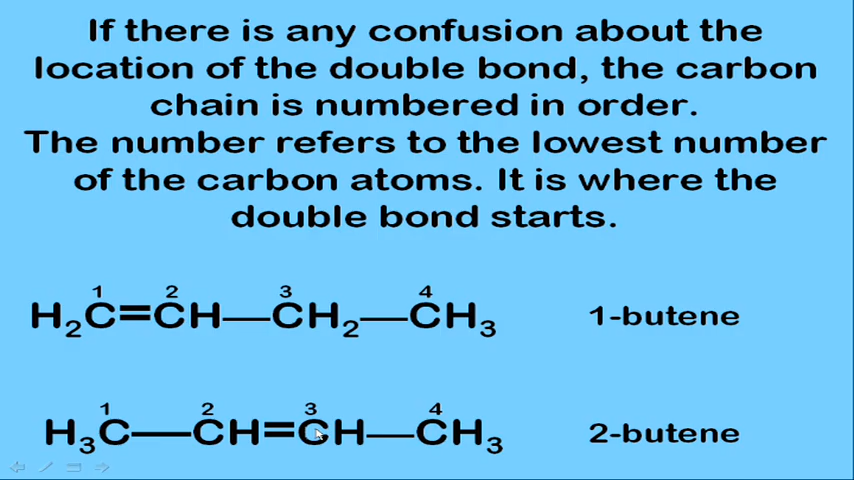 If there is any confusion about the
location of the double bond, the carbon
chain is numbered in order.
The number refers to the lowest number
of the carbon atoms. It is where the
double bond starts.
1 2 3 4
H₂C=CH—CH₂—CH₃ 1-butene
1 2 3 4
H₃C—CH=CH—CH₃ 2-butene